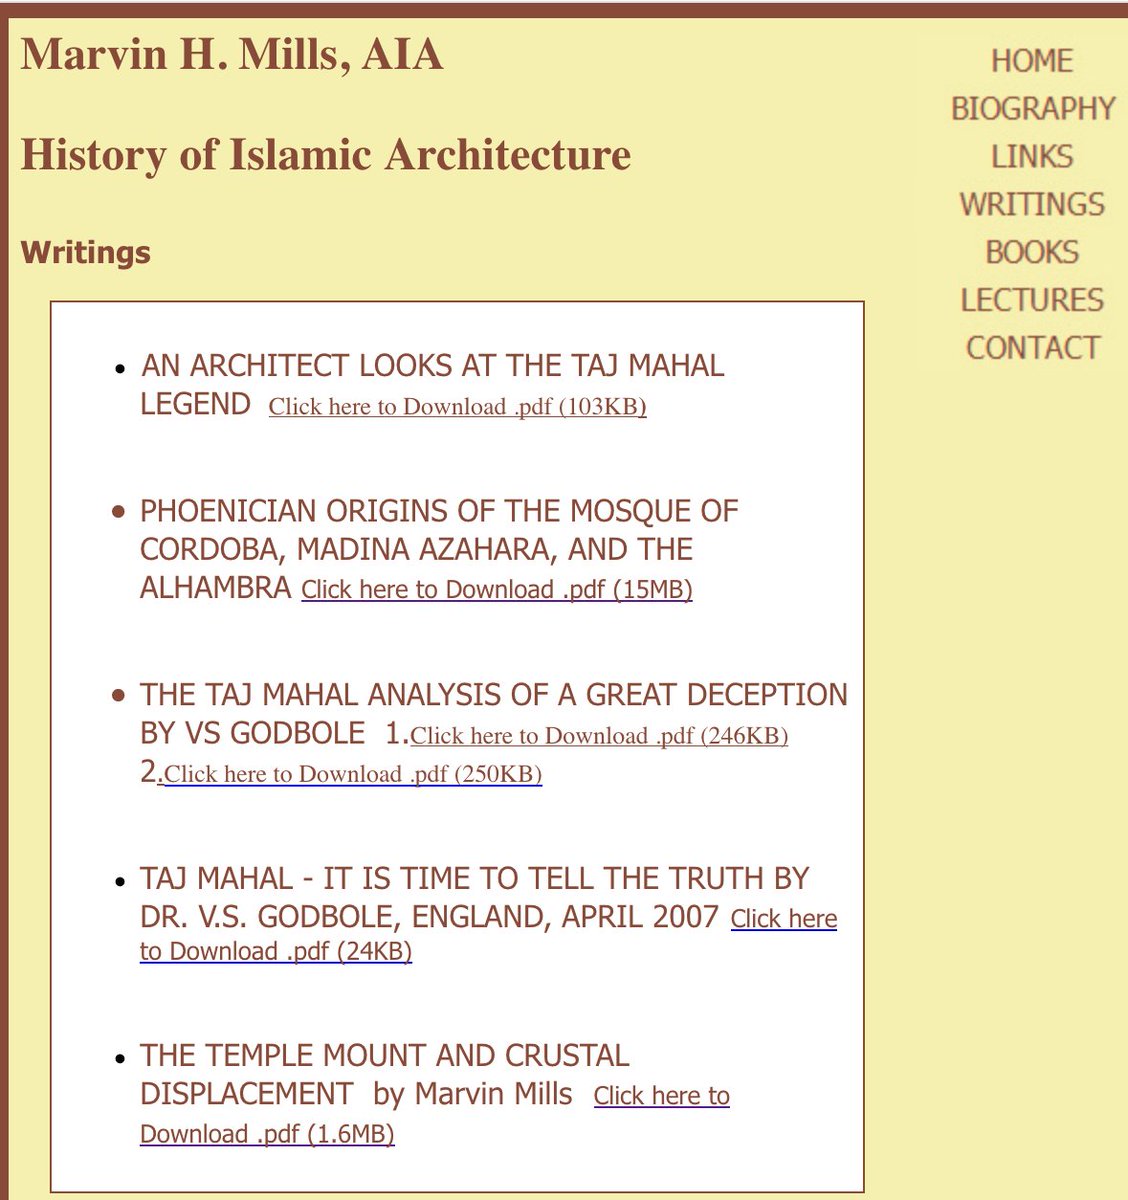 Marvin H. Mills, AIA
History of Islamic Architecture
Writings
HOME
BIOGRAPHY
LINKS
WRITINGS
BOOKS
LECTURES
CONTACT
• AN ARCHITECT LOOKS AT THE TAJ MAHAL
LEGEND Click here to Download .pdf (103KB)
• PHOENICIAN ORIGINS OF THE MOSQUE OF
CORDOBA, MADINA AZAHARA, AND THE
ALHAMBRA Click here to Download .pdf (15MB)
• THE TAJ MAHAL ANALYSIS OF A GREAT DECEPTION
BY VS GODBOLE 1.Click here to Download .pdf (246KB)
2.Click here to Download .pdf (250KB)
• TAJ MAHAL - IT IS TIME TO TELL THE TRUTH BY
DR. V.S. GODBOLE, ENGLAND, APRIL 2007 Click here
to Download .pdf (24KB)
• THE TEMPLE MOUNT AND CRUSTAL
DISPLACEMENT by Marvin Mills Click here to
Download .pdf (1.6MB)